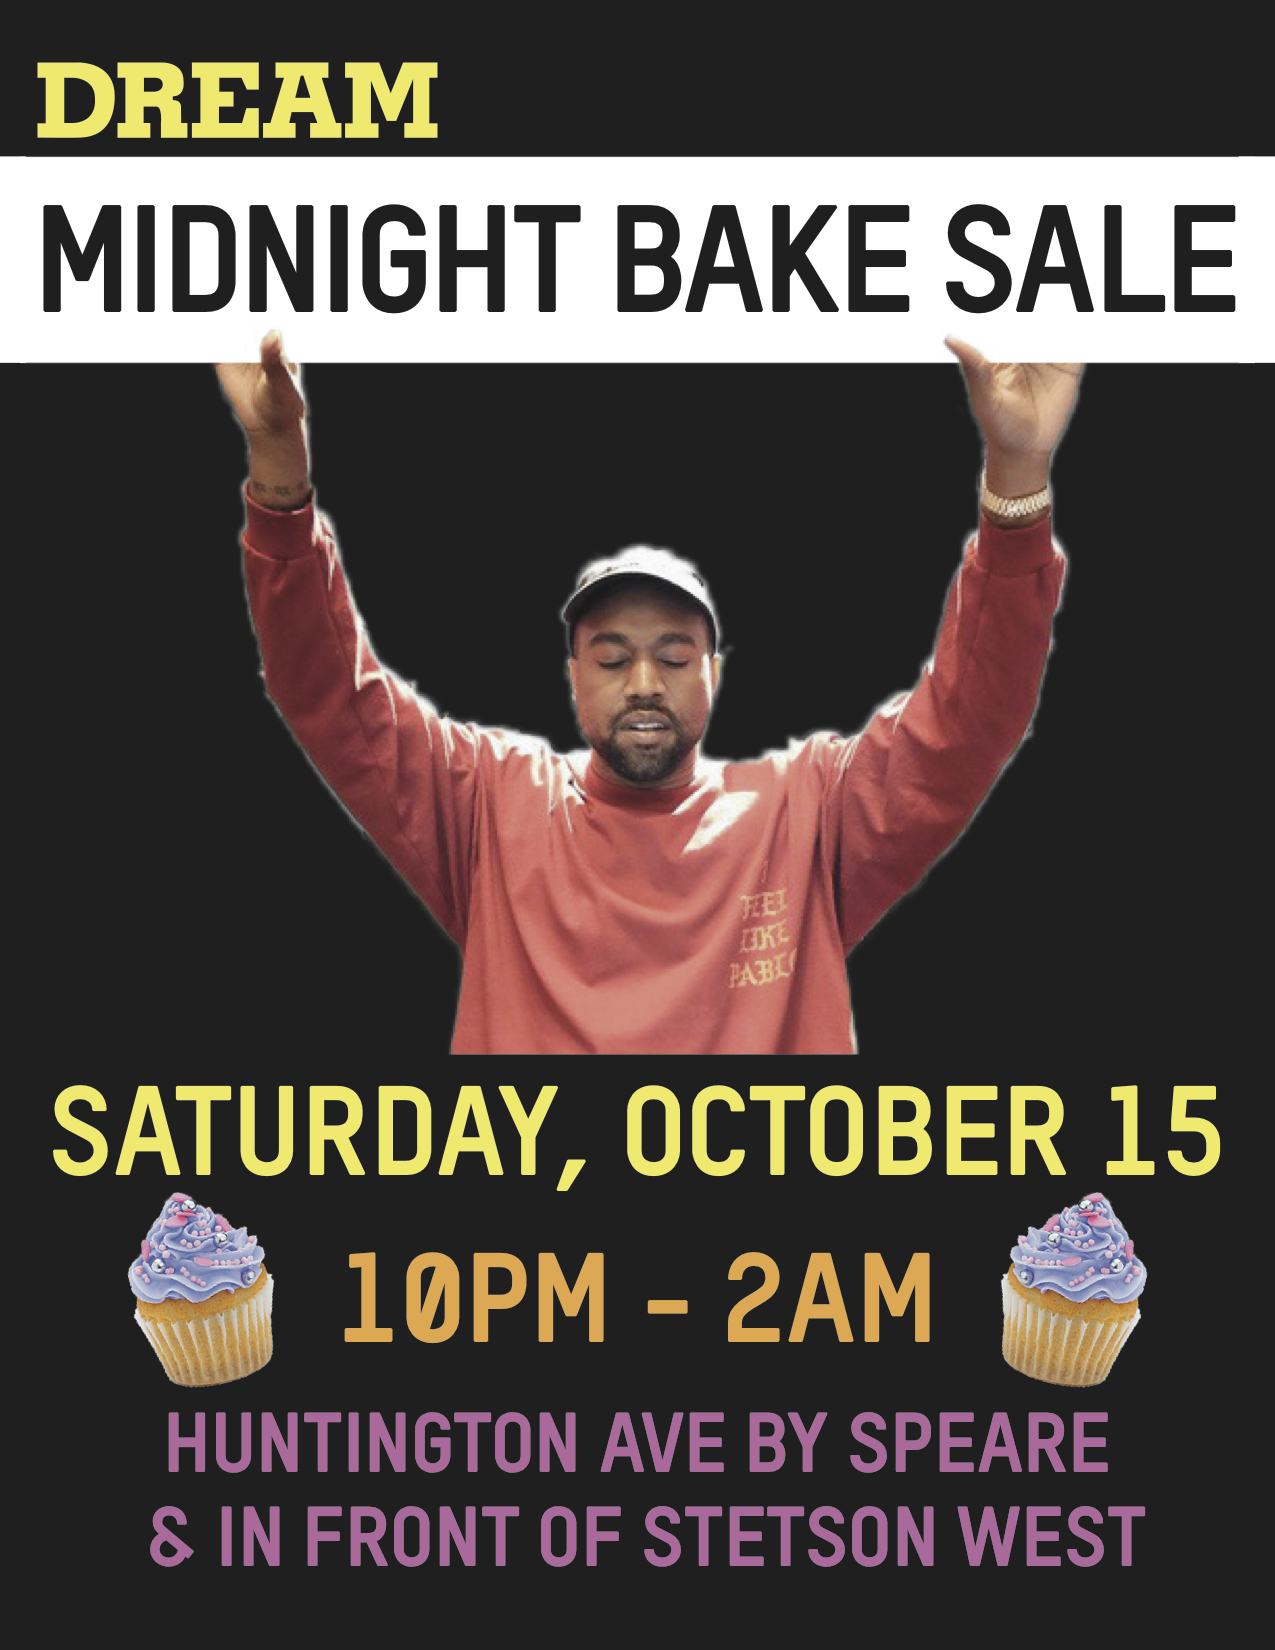 DREAM
MIDNIGHT BAKE SALE
I
FEEL
LIKE
PABLO
SATURDAY, OCTOBER 15
10PM - 2AM
HUNTINGTON AVE BY SPEARE
& IN FRONT OF STETSON WEST